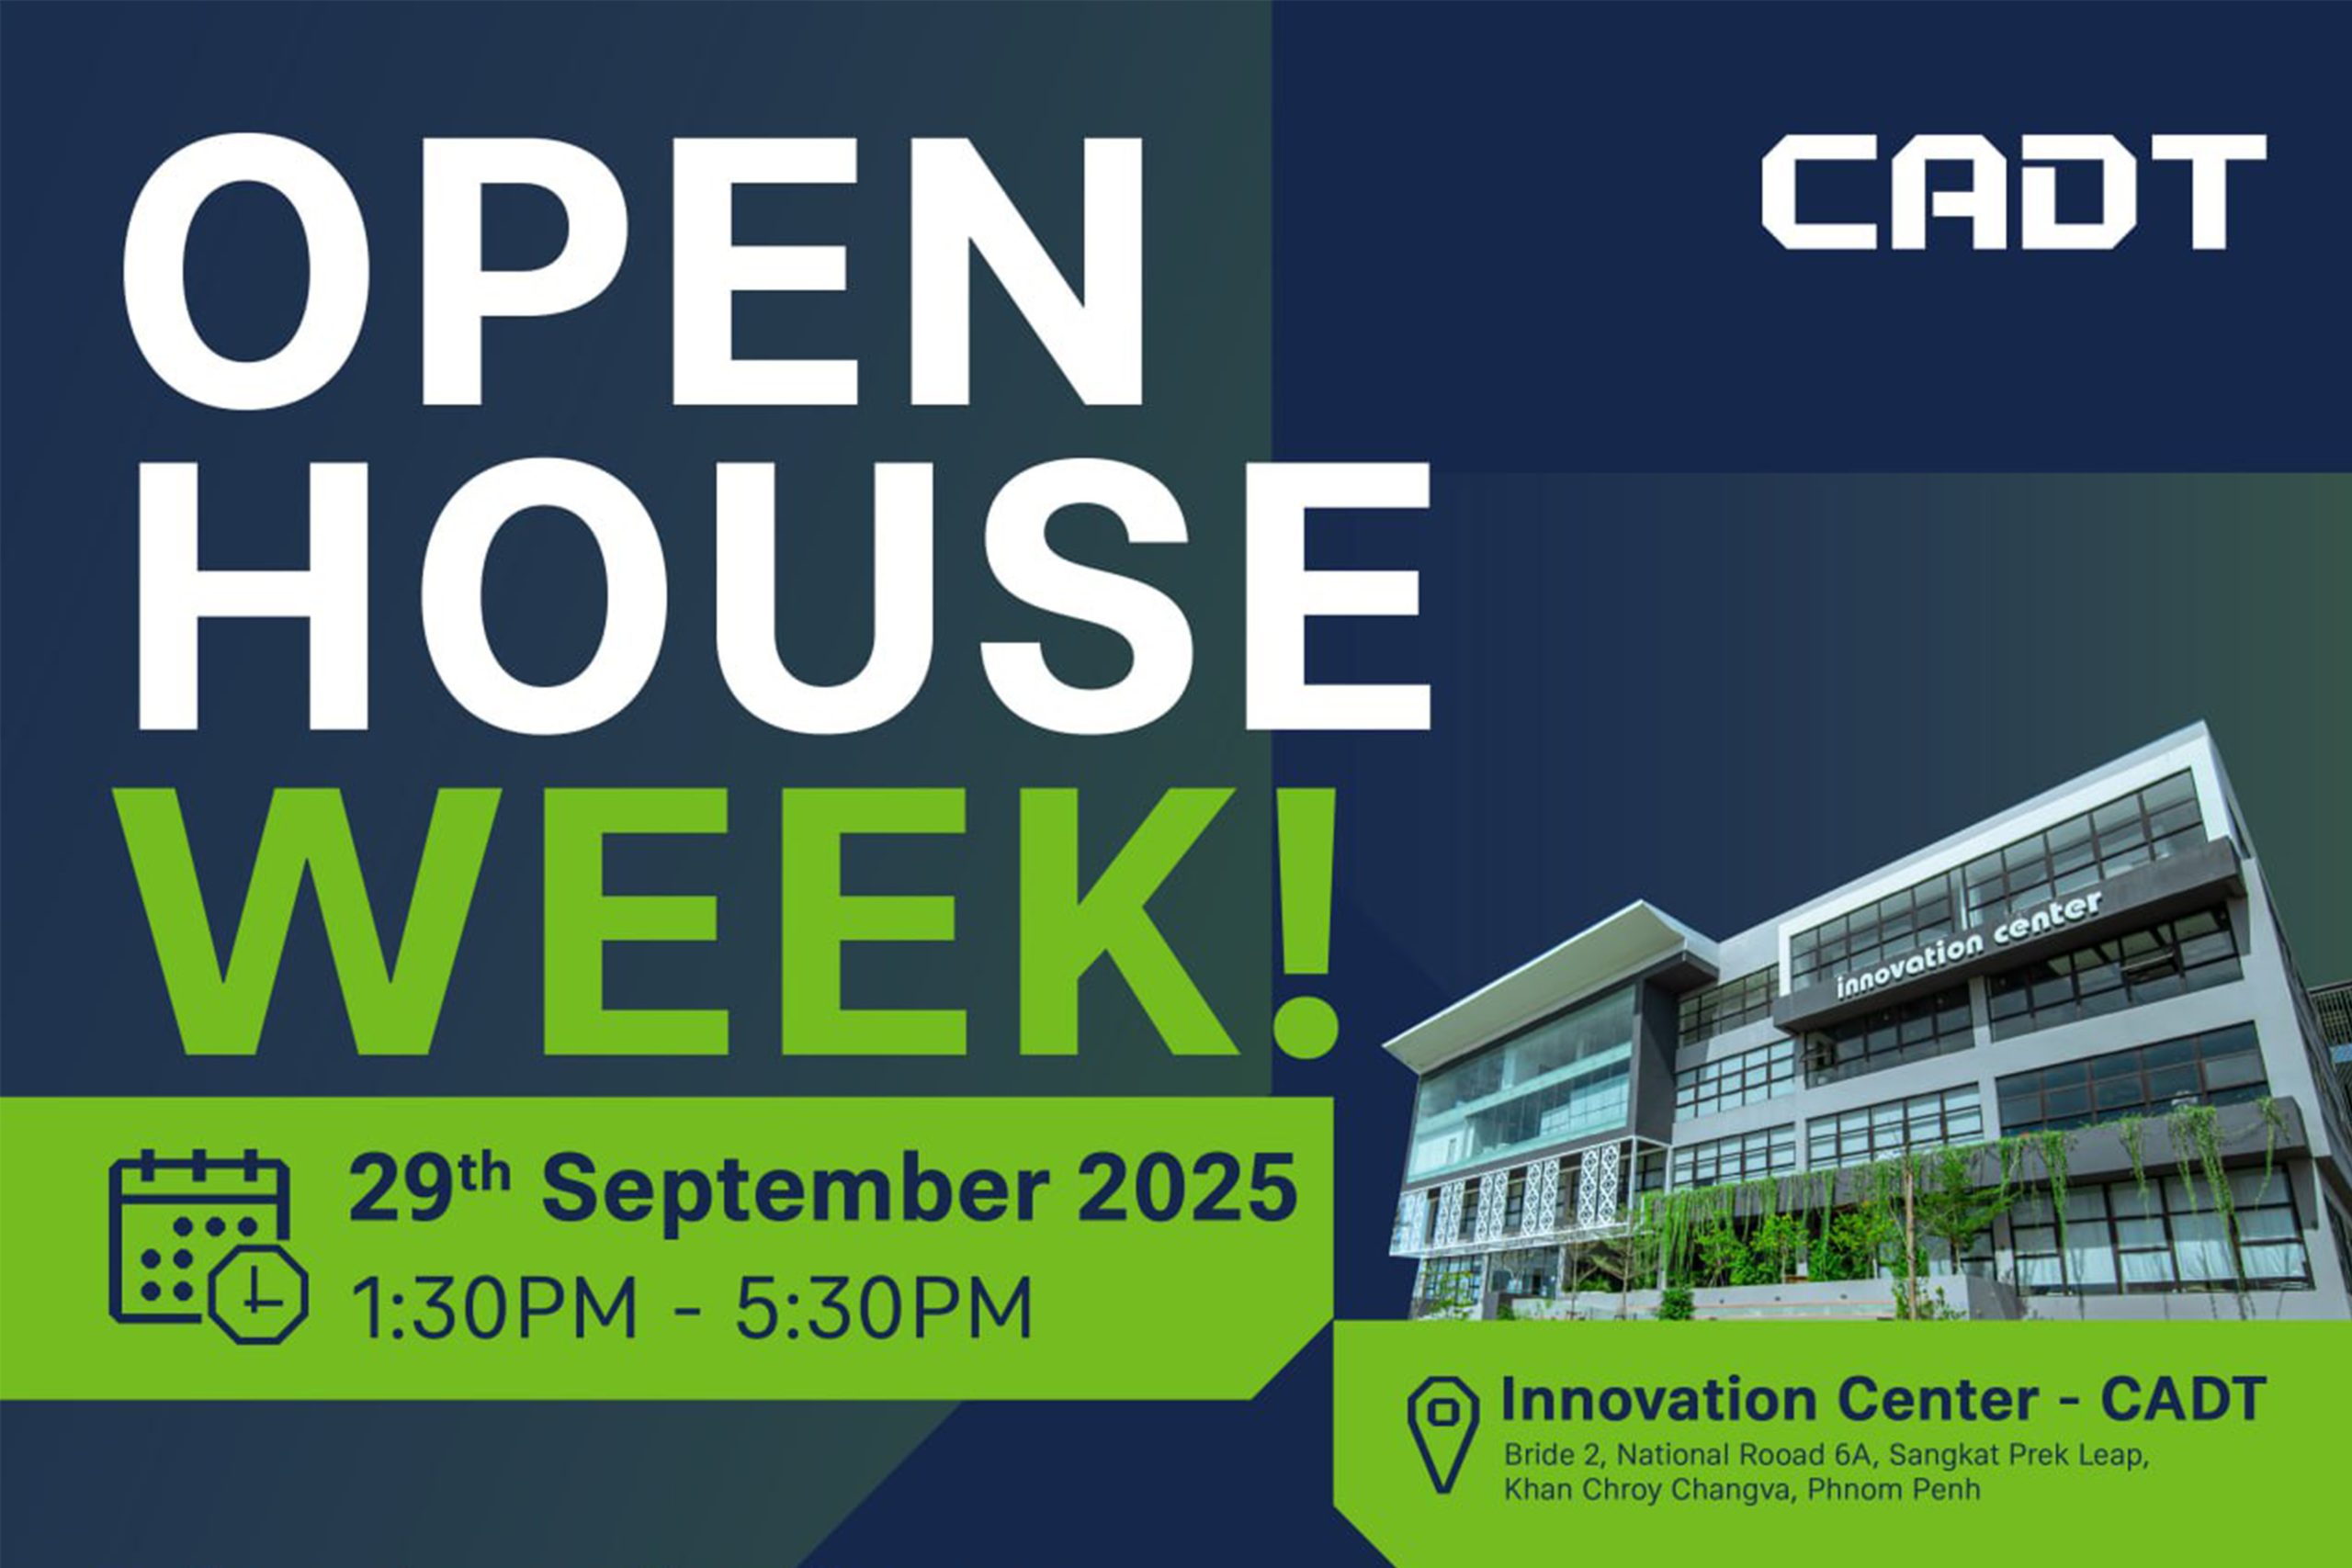 OPEN
CADT
HOUSE
WEEK!
innovation center
29th September 2025
1:30PM - 5:30PM
Innovation Center - CADT
Bride 2, National Rooad 6A, Sangkat Prek Leap,
Khan Chroy Changva, Phnom Penh